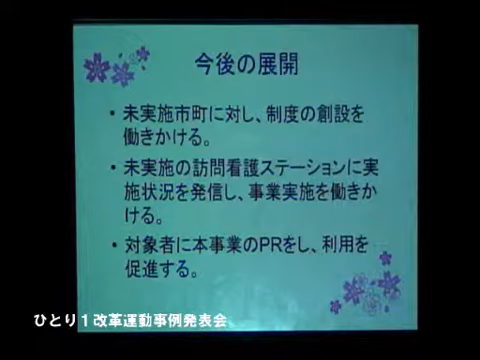 今後の展開
・未実施市町に対し、制度の創設を
働きかける。
・未実施の訪問看護ステーションに実
施状況を発信し、事業実施を働きか
ける。
・対象者に本事業のPRをし、利用を
促進する。
ひとり１改革運動事例発表会